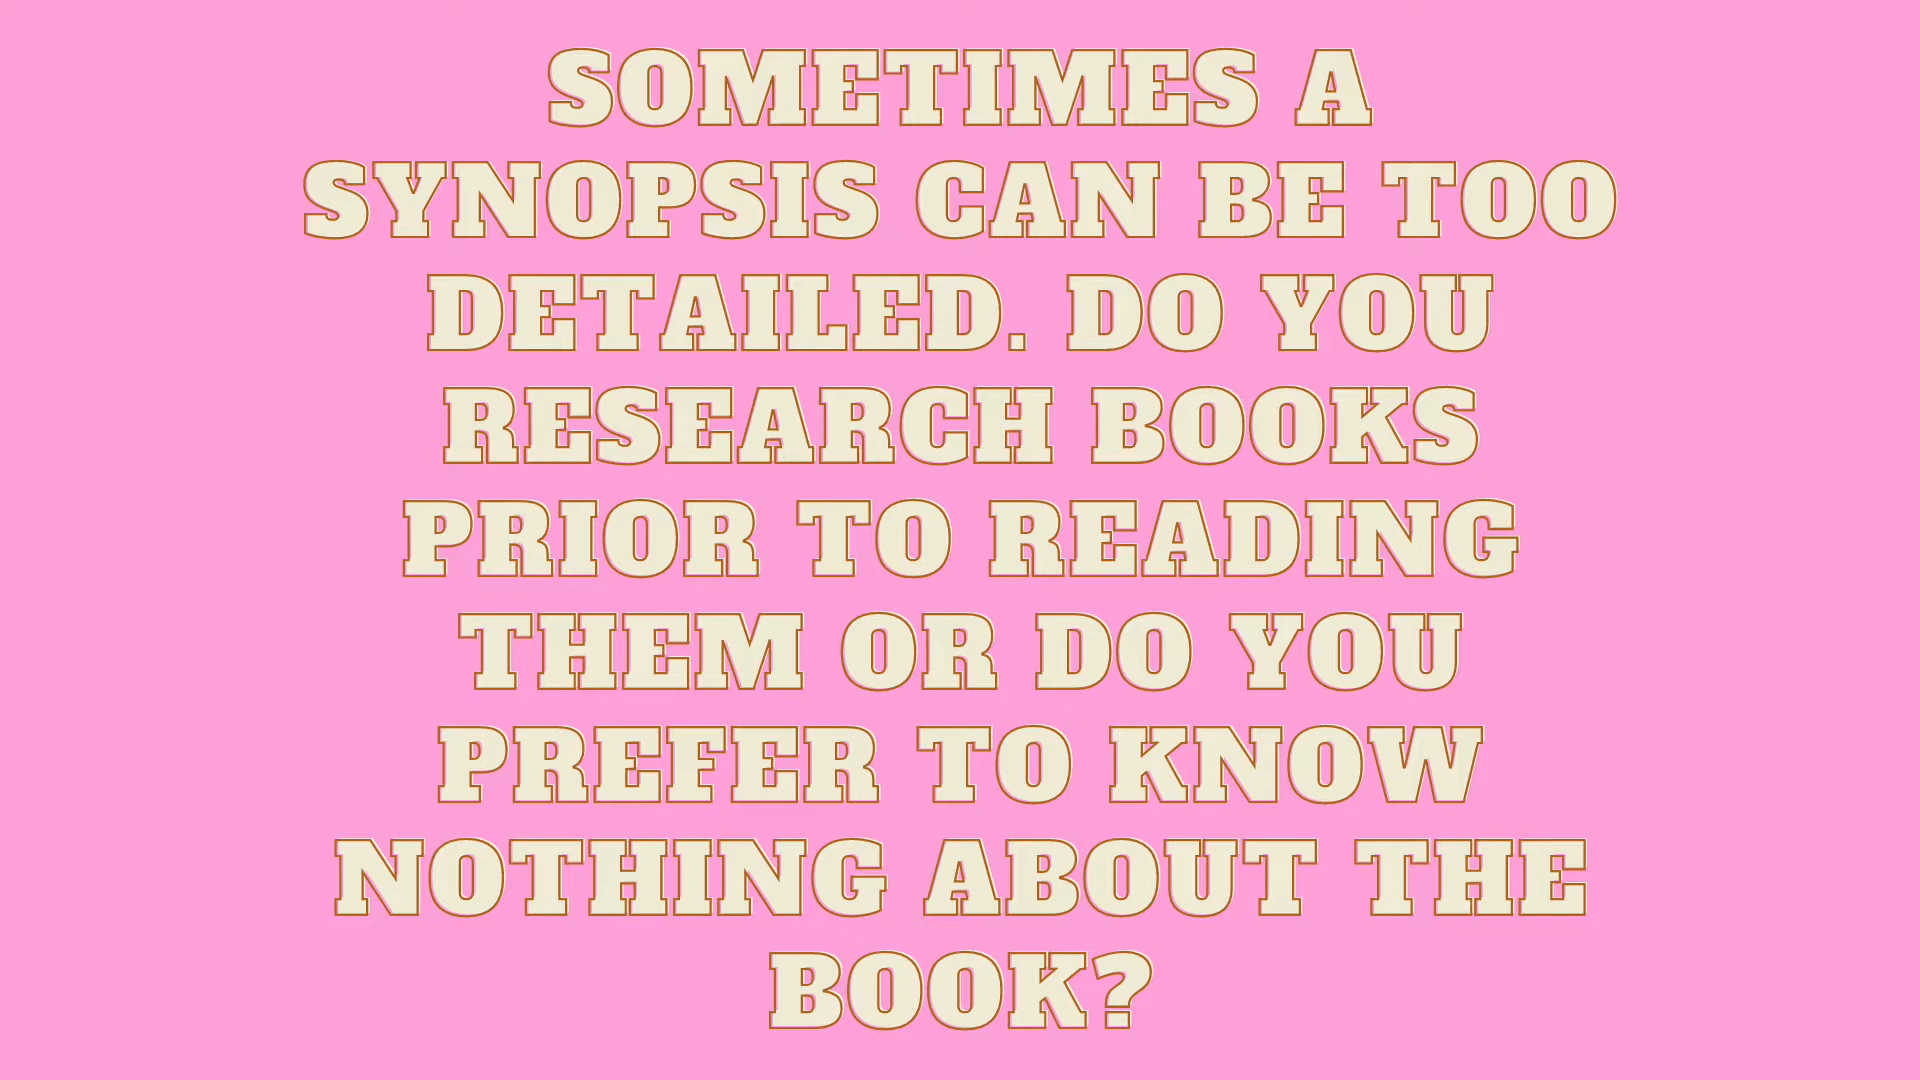 SOMETIMES A
SYNOPSIS CAN BE TOO
DETAILED. DO YOU
RESEARCH BOOKS
PRIOR TO READING
THEM OR DO YOU
PREFER TO KNOW
NOTHING ABOUT THE
BOOK?